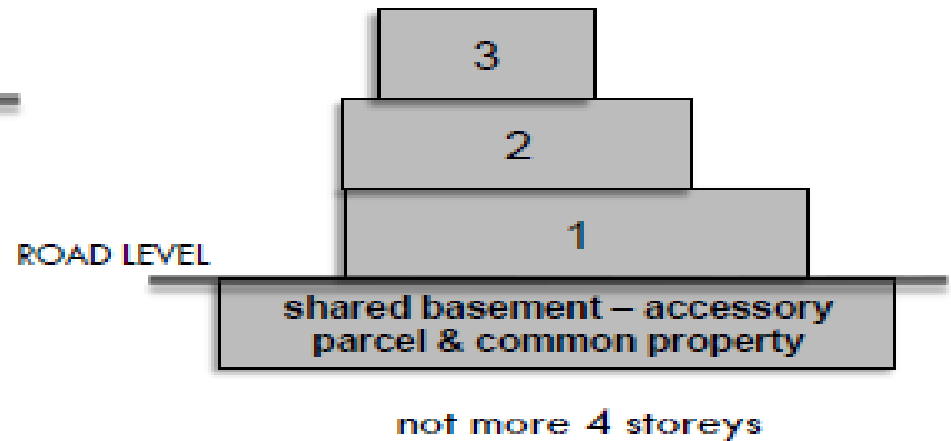 3
2
1
ROAD LEVEL
shared basement – accessory
parcel & common property
not more 4 storeys